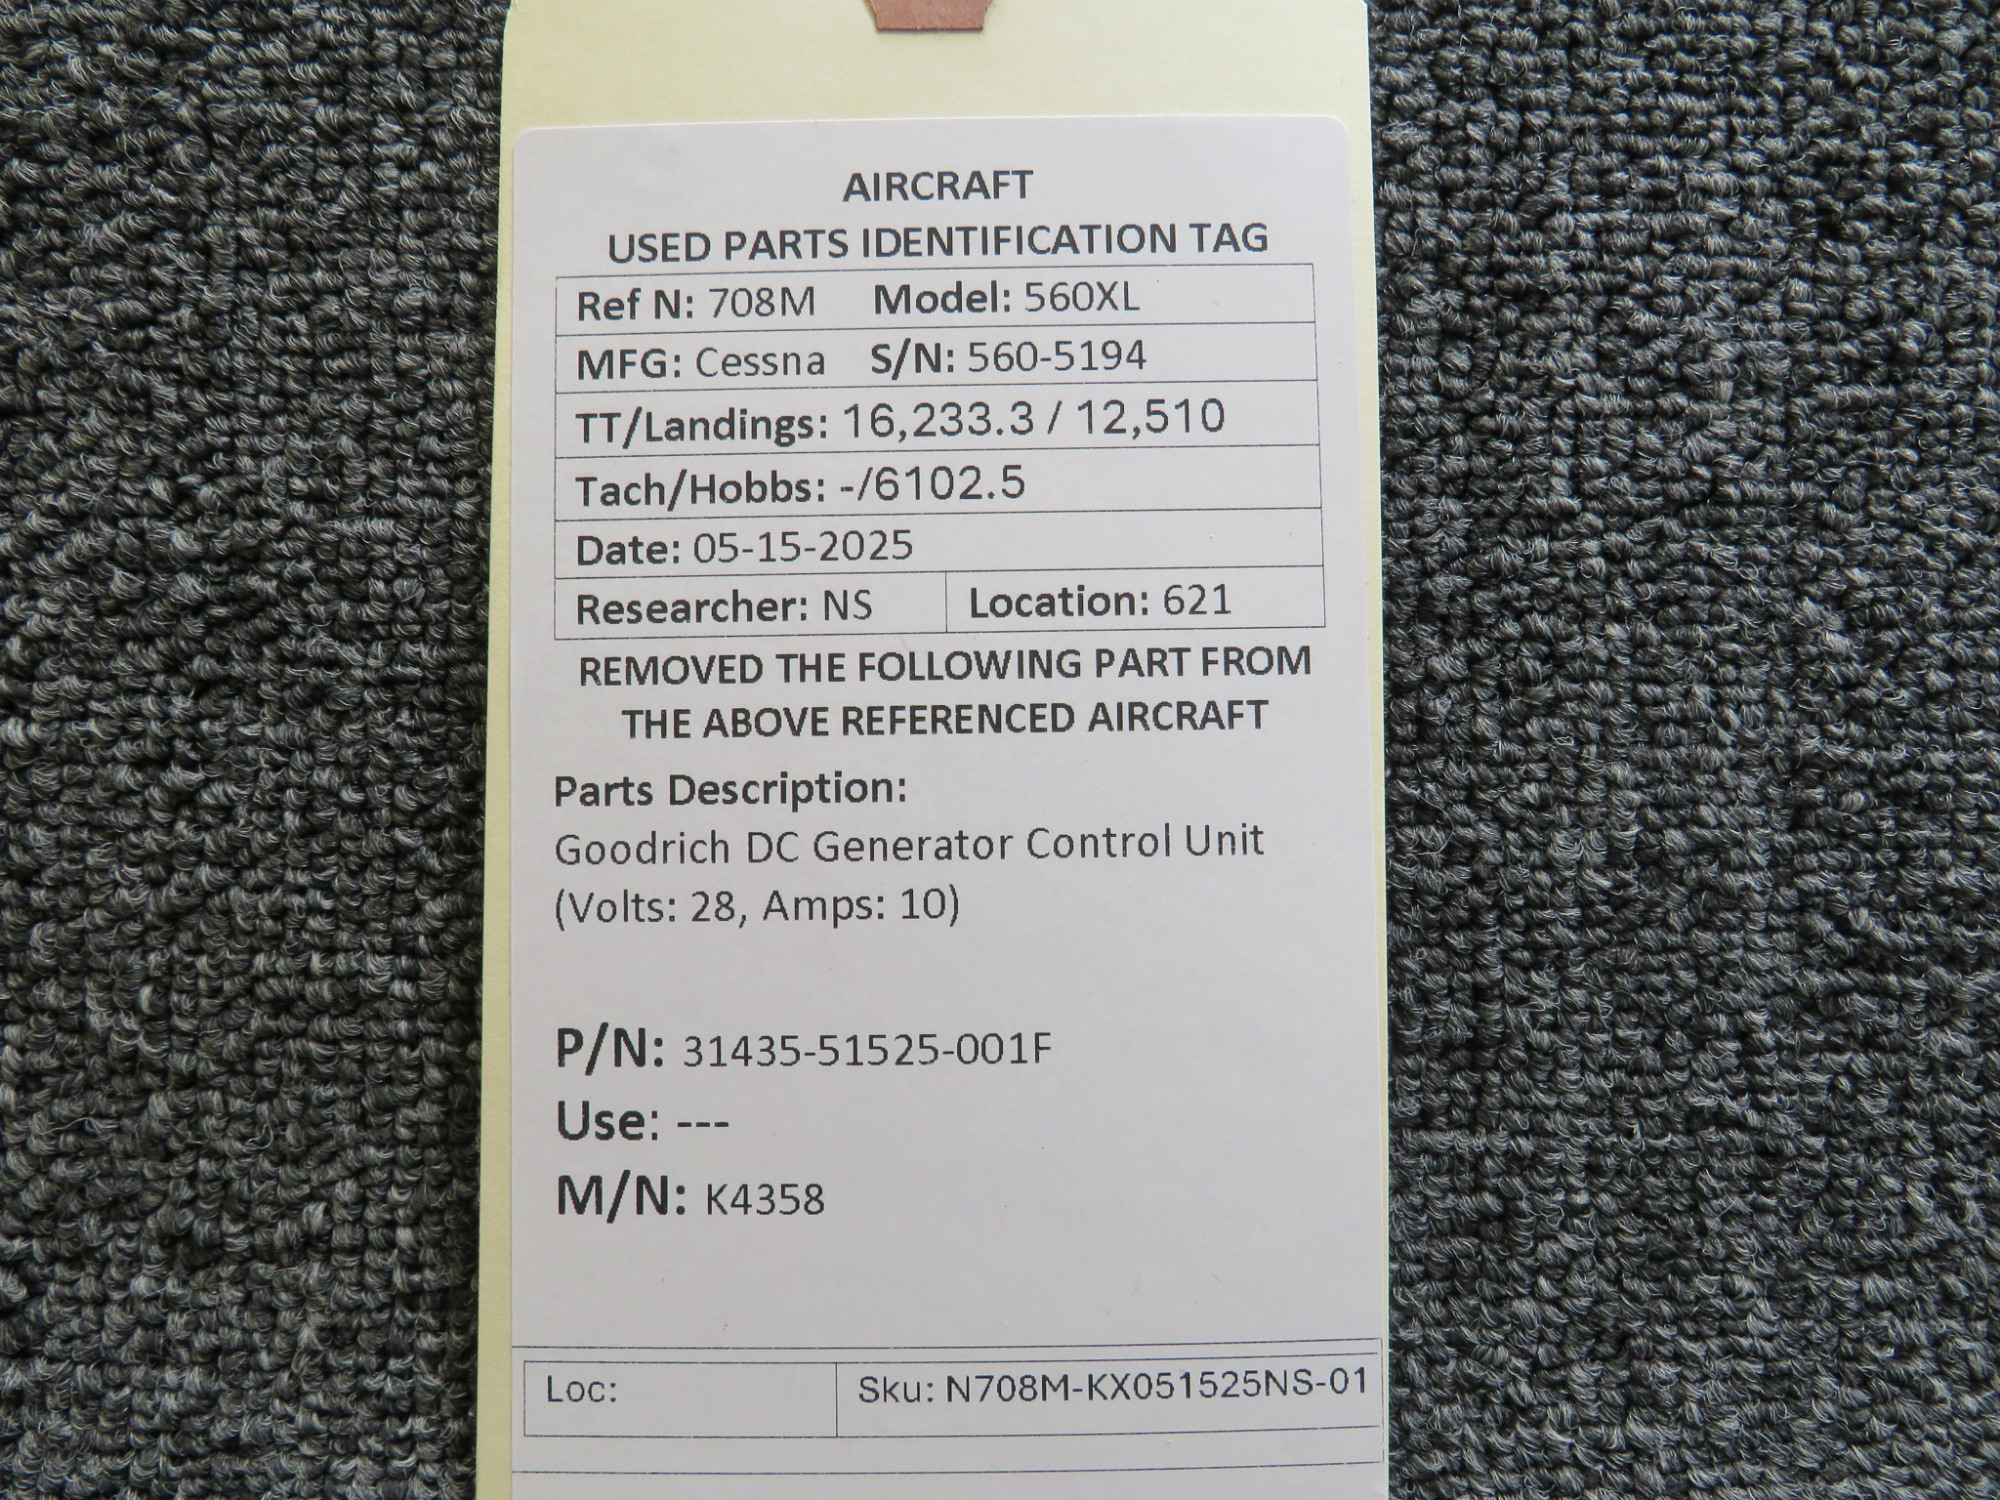 AIRCRAFT
USED PARTS IDENTIFICATION TAG
Ref N: 708M Model: 560XL
MFG: Cessna S/N: 560-5194
TT/Landings: 16,233.3 / 12,510
Tach/Hobbs: -/6102.5
Date: 05-15-2025
Researcher: NS Location: 621
REMOVED THE FOLLOWING PART FROM
THE ABOVE REFERENCED AIRCRAFT
Parts Description:
Goodrich DC Generator Control Unit
(Volts: 28, Amps: 10)
P/N: 31435-51525-001F
Use: ---
M/N: K4358
Loc: Sku: N708M-KX051525NS-01